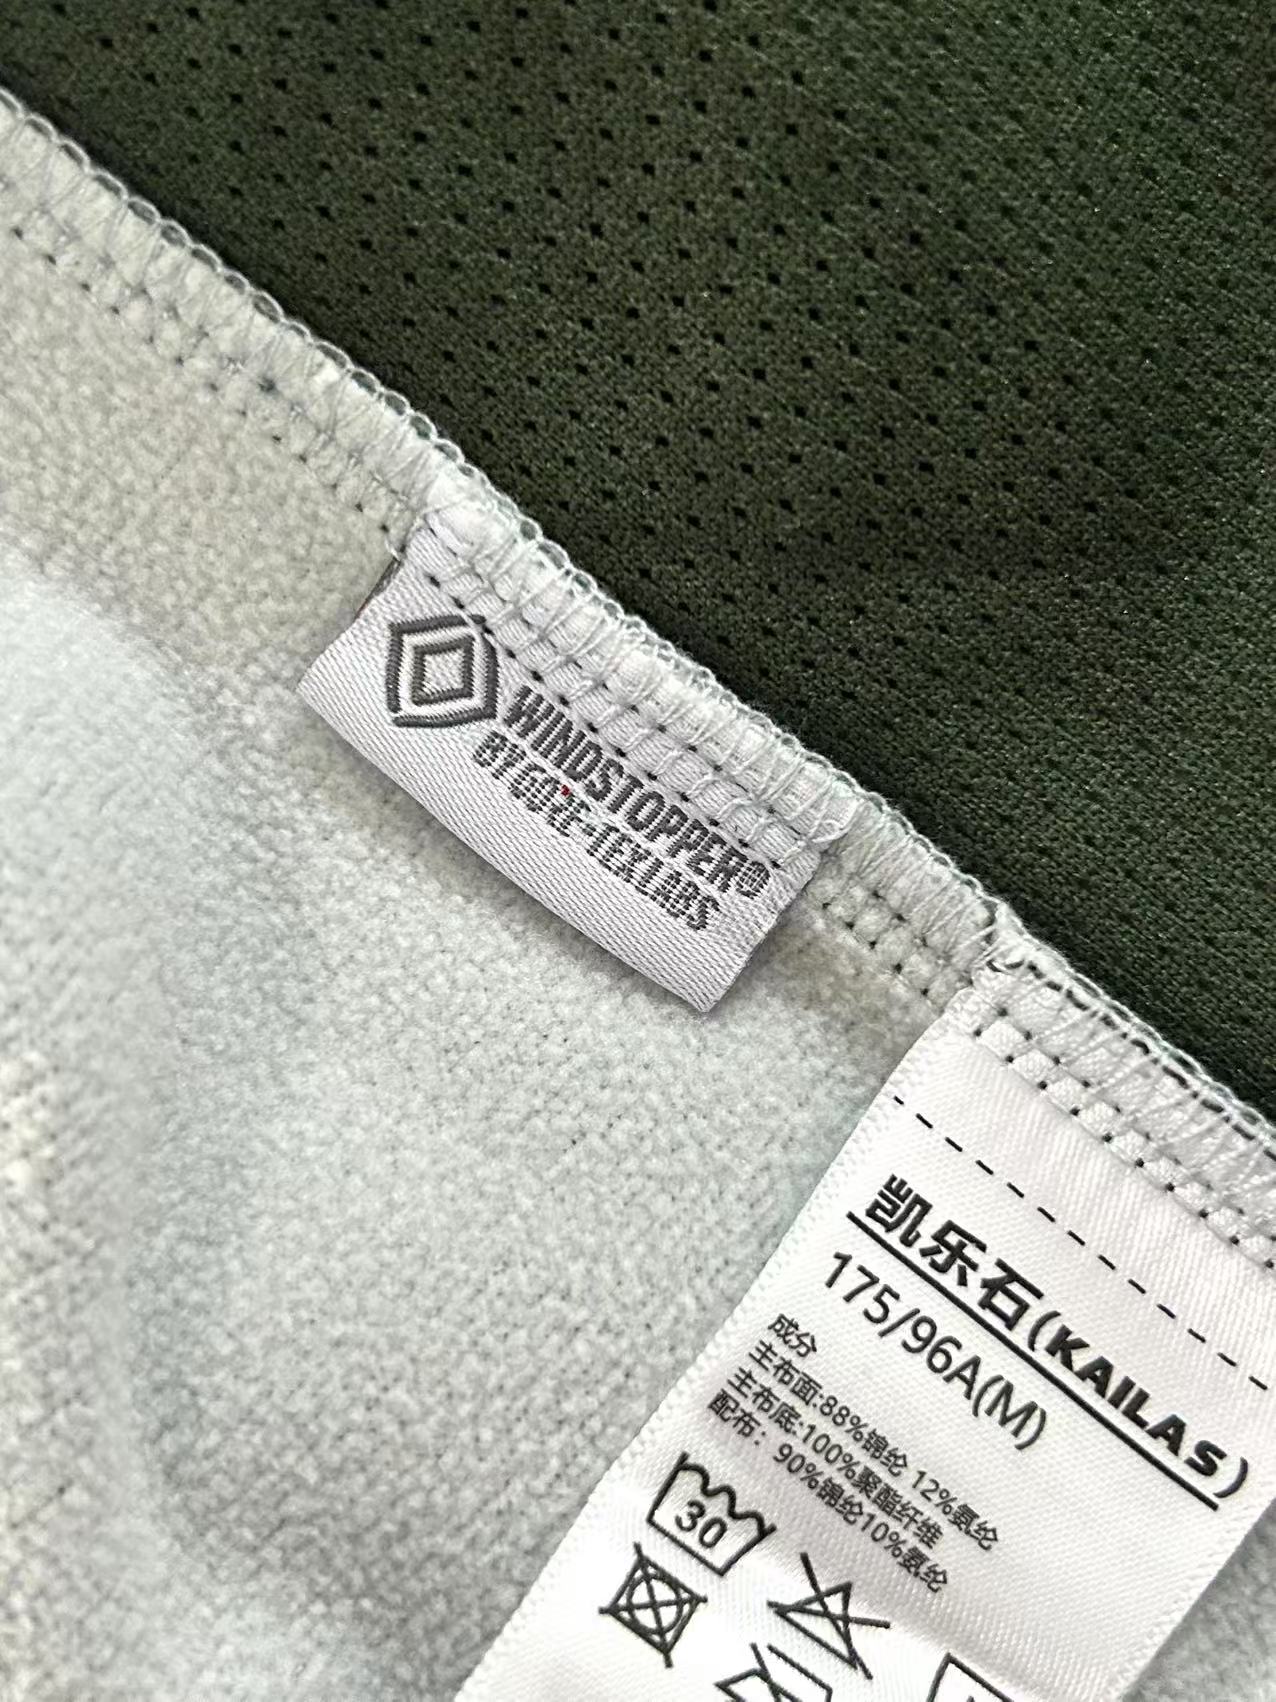 WINDSTOPPER®
BY GORE-TEX LABS
凯乐石(KAILAS)
175/96A(M)
成分
主布面:88%锦纶 12%氨纶
主布底:100%聚酯纤维
配布：90%锦纶10%氨纶
30